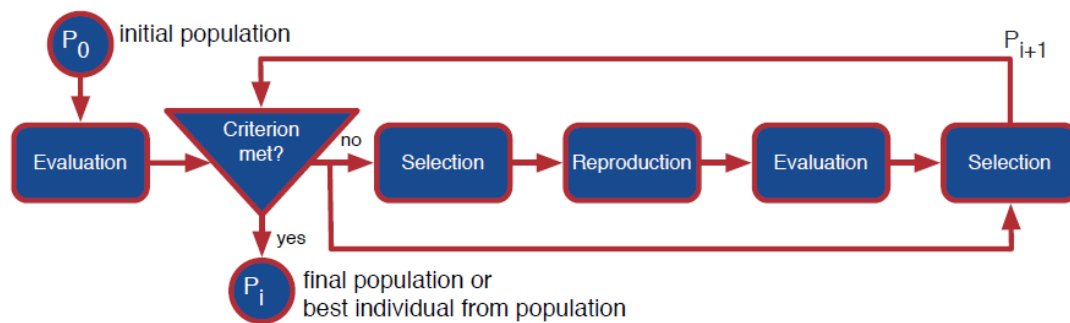 P0
initial population
Pi+1
Evaluation
Criterion
met?
no
Selection
Reproduction
Evaluation
Selection
yes
Pi
final population or
best individual from population